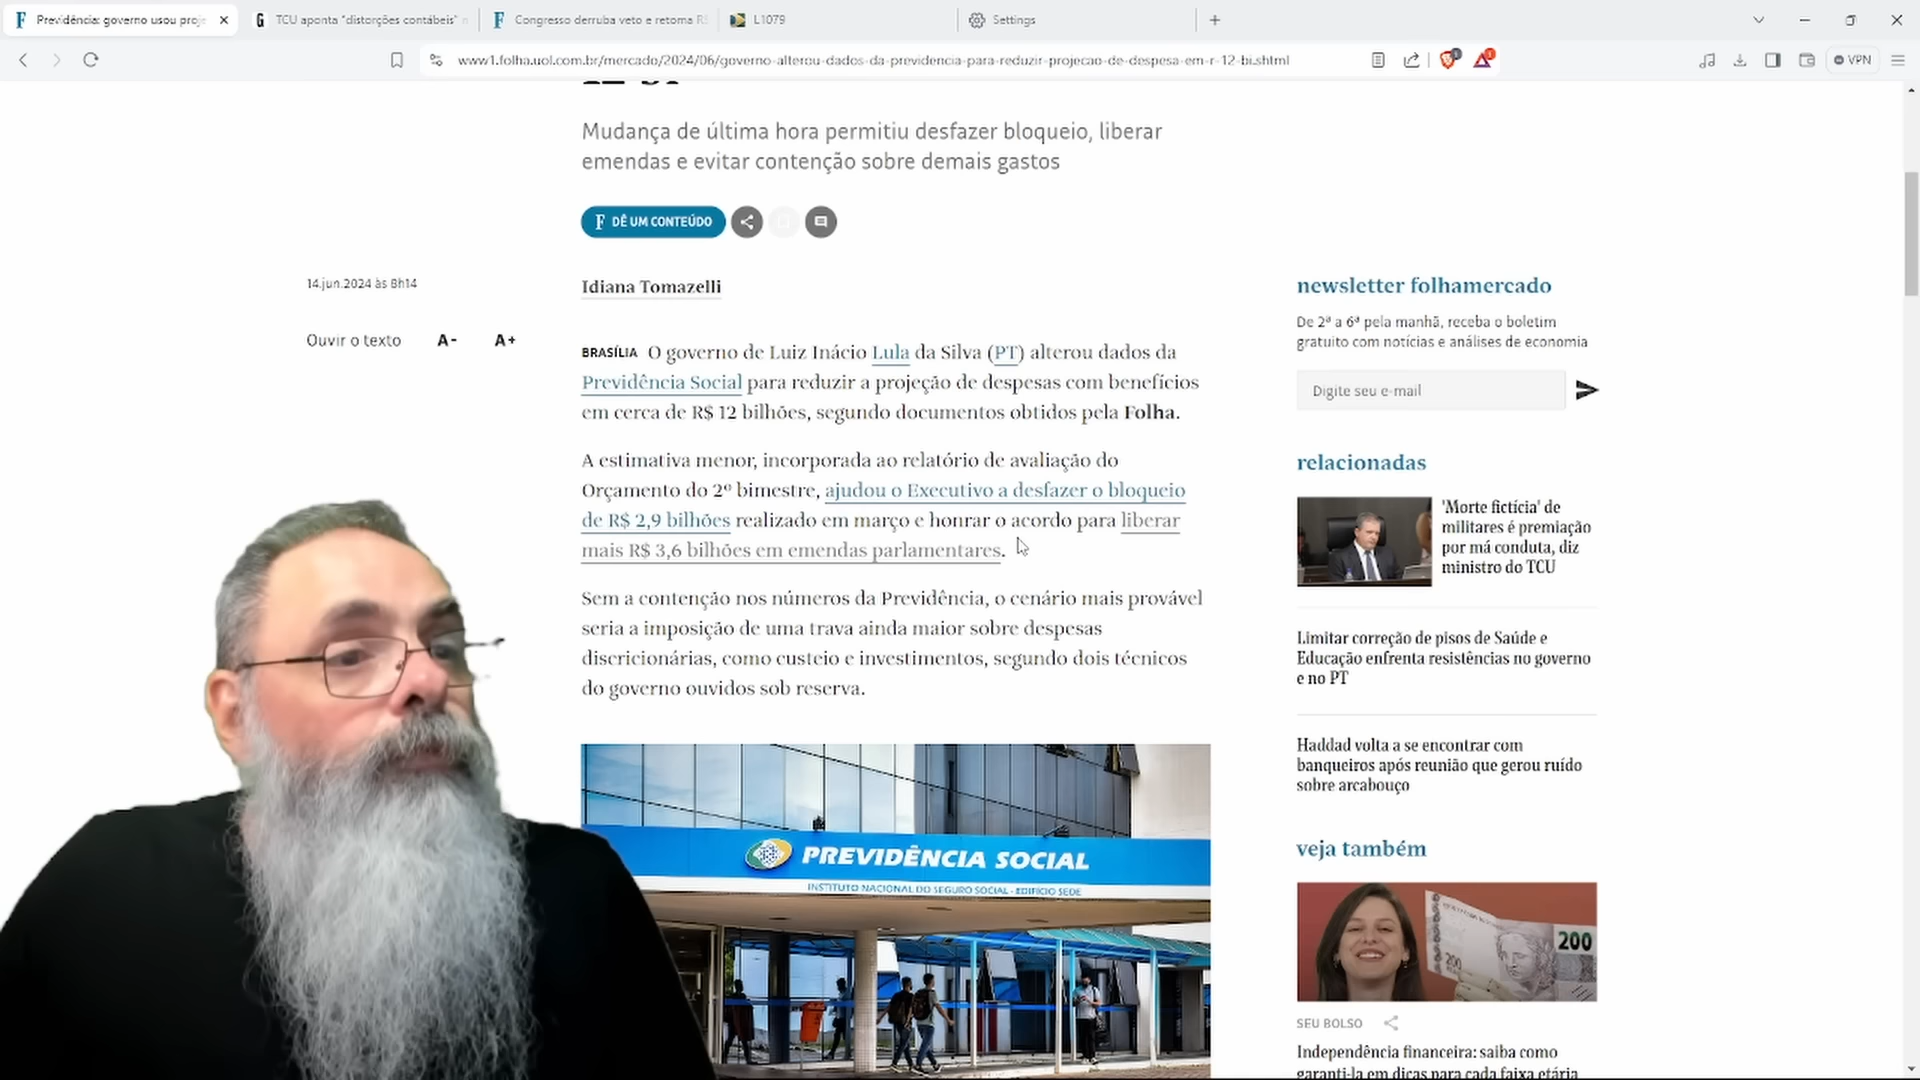 Previdência: governo usou proje
TCU aponta "distorções contábeis"
Congresso derruba veto e retoma R$
L1079
Settings
www1.folha.uol.com.br/mercado/2024/06/governo-alterou-dados-da-previdencia-para-reduzir-projecao-de-despesa-em-r-12-bi.shtml
VPN
Mudança de última hora permitiu desfazer bloqueio, liberar
emendas e evitar contenção sobre demais gastos
F DÊ UM CONTEÚDO
14.jun.2024 às 8h14
Ouvir o texto A- A+
Idiana Tomazelli
BRASÍLIA O governo de Luiz Inácio Lula da Silva (PT) alterou dados da
Previdência Social para reduzir a projeção de despesas com benefícios
em cerca de R$ 12 bilhões, segundo documentos obtidos pela Folha.
A estimativa menor, incorporada ao relatório de avaliação do
Orçamento do 2º bimestre, ajudou o Executivo a desfazer o bloqueio
de R$ 2,9 bilhões realizado em março e honrar o acordo para liberar
mais R$ 3,6 bilhões em emendas parlamentares.
Sem a contenção nos números da Previdência, o cenário mais provável
seria a imposição de uma trava ainda maior sobre despesas
discricionárias, como custeio e investimentos, segundo dois técnicos
do governo ouvidos sob reserva.
PREVIDÊNCIA SOCIAL
INSTITUTO NACIONAL DO SEGURO SOCIAL - EDIFÍCIO SEDE
newsletter folhamercado
De 2ª a 6ª pela manhã, receba o boletim
gratuito com notícias e análises de economia
Digite seu e-mail
relacionadas
'Morte fictícia' de
militares é premiação
por má conduta, diz
ministro do TCU
Limitar correção de pisos de Saúde e
Educação enfrenta resistências no governo
e no PT
Haddad volta a se encontrar com
banqueiros após reunião que gerou ruído
sobre arcabouço
veja também
200
200
SEU BOLSO
Independência financeira: saiba como
garanti-la em dicas para cada faixa etária